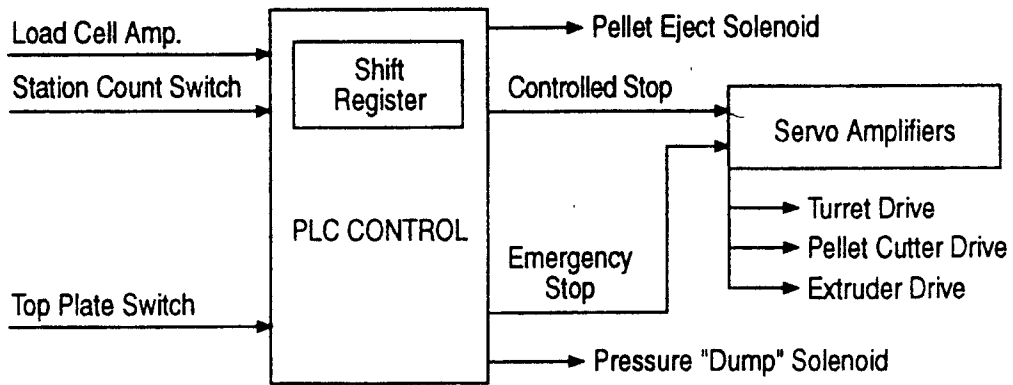 Load Cell Amp.
Station Count Switch
Top Plate Switch
Shift
Register
PLC CONTROL
Pellet Eject Solenoid
Controlled Stop
Emergency
Stop
Servo Amplifiers
Turret Drive
Pellet Cutter Drive
Extruder Drive
Pressure "Dump" Solenoid